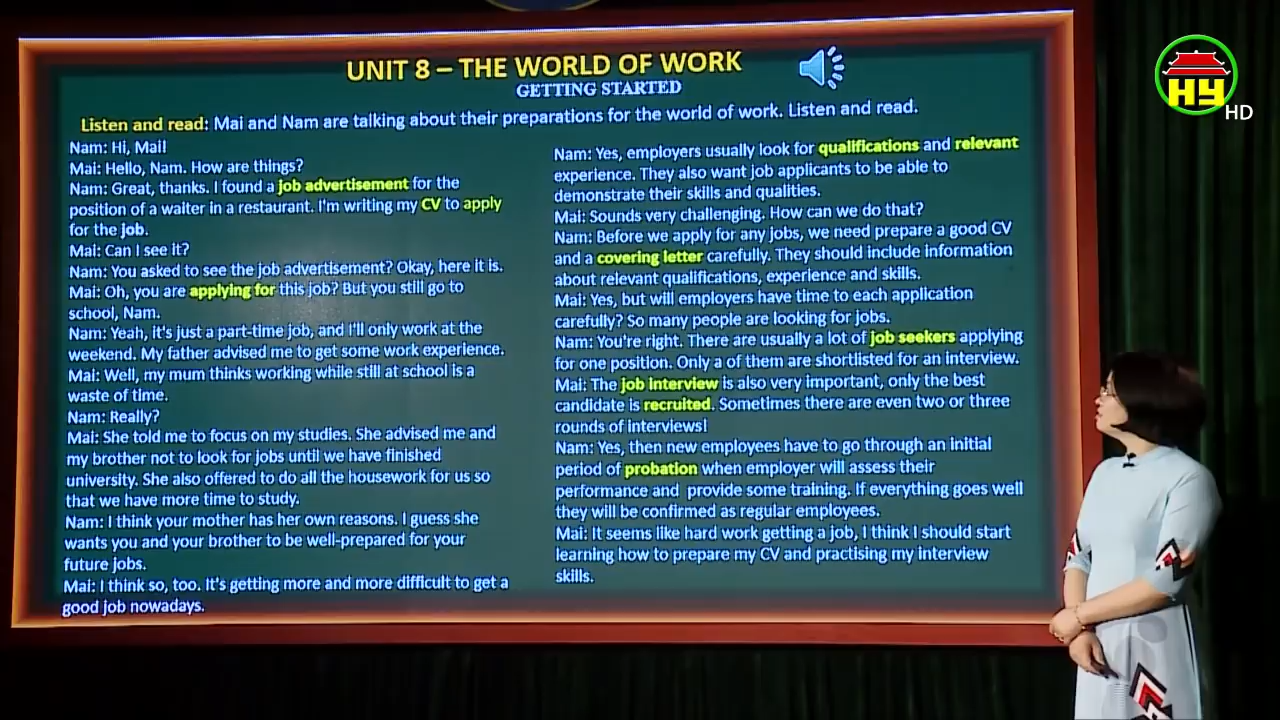 UNIT 8 – THE WORLD OF WORK
GETTING STARTED
Listen and read: Mai and Nam are talking about their preparations for the world of work. Listen and read.
Nam: Hi, Mai!
Mai: Hello, Nam. How are things?
Nam: Great, thanks. I found a job advertisement for the
position of a waiter in a restaurant. I'm writing my CV to apply
for the job.
Mai: Can I see it?
Nam: You asked to see the job advertisement? Okay, here it is.
Mai: Oh, you are applying for this job? But you still go to
school, Nam.
Nam: Yeah, it's just a part-time job, and I'll only work at the
weekend. My father advised me to get some work experience.
Mai: Well, my mum thinks working while still at school is a
waste of time.
Nam: Really?
Mai: She told me to focus on my studies. She advised me and
my brother not to look for jobs until we have finished
university. She also offered to do all the housework for us so
that we have more time to study.
Nam: I think your mother has her own reasons. I guess she
wants you and your brother to be well-prepared for your
future jobs.
Mai: I think so, too. It's getting more and more difficult to get a
good job nowadays.
Nam: Yes, employers usually look for qualifications and relevant
experience. They also want job applicants to be able to
demonstrate their skills and qualities.
Mai: Sounds very challenging. How can we do that?
Nam: Before we apply for any jobs, we need prepare a good CV
and a covering letter carefully. They should include information
about relevant qualifications, experience and skills.
Mai: Yes, but will employers have time to each application
carefully? So many people are looking for jobs.
Nam: You're right. There are usually a lot of job seekers applying
for one position. Only a of them are shortlisted for an interview.
Mai: The job interview is also very important, only the best
candidate is recruited. Sometimes there are even two or three
rounds of interviews!
Nam: Yes, then new employees have to go through an initial
period of probation when employer will assess their
performance and provide some training. If everything goes well
they will be confirmed as regular employees.
Mai: It seems like hard work getting a job, I think I should start
learning how to prepare my CV and practising my interview
skills.
HY
HD